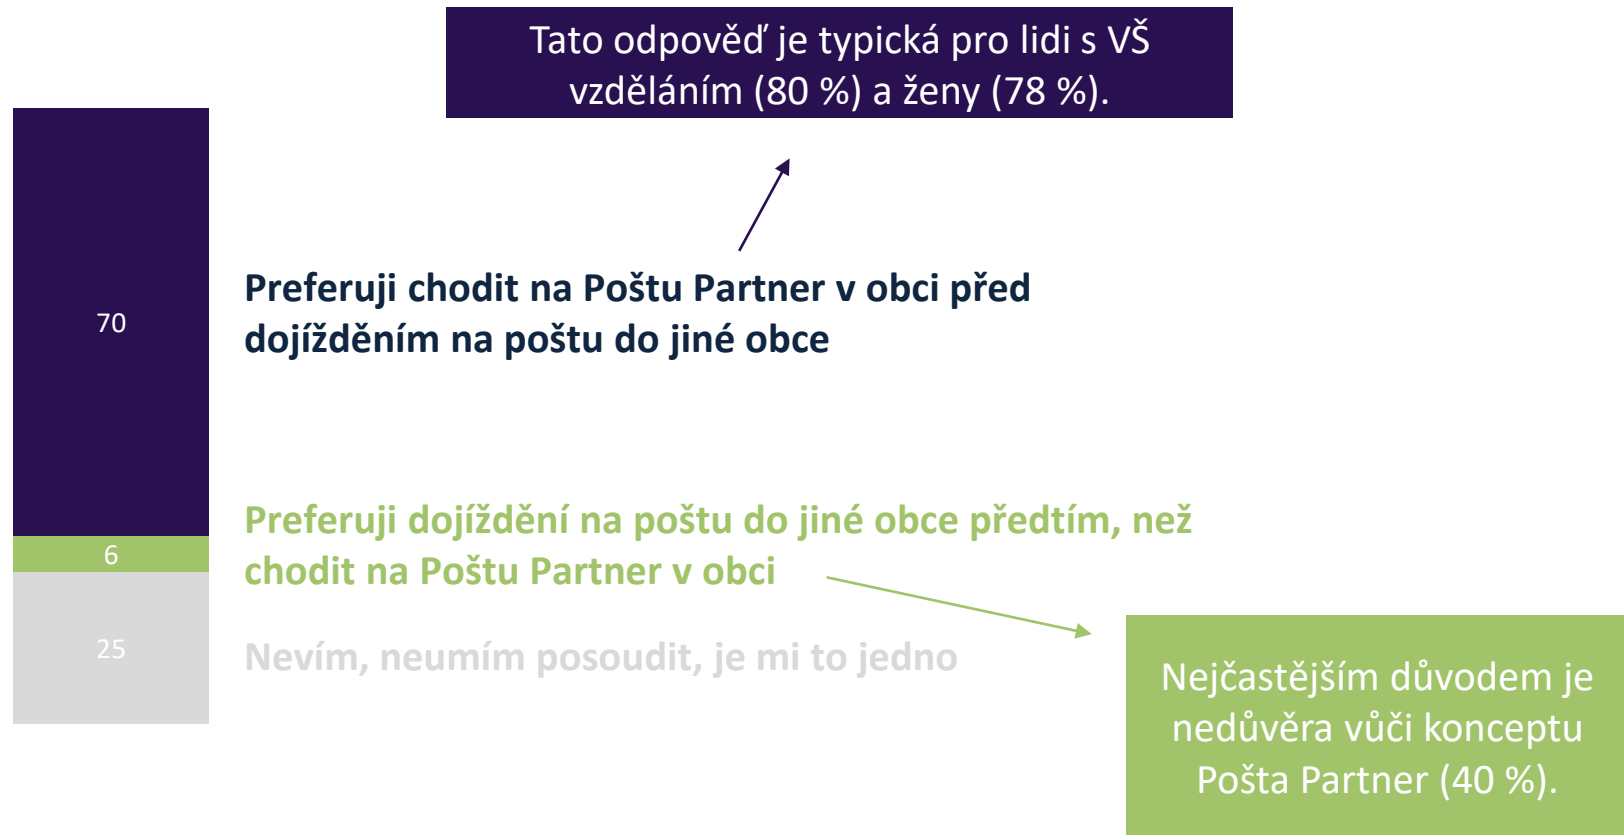 Tato odpověď je typická pro lidi s VŠ
vzděláním (80 %) a ženy (78 %).
70
Preferuji chodit na Poštu Partner v obci před
dojížděním na poštu do jiné obce
6
Preferuji dojíždění na poštu do jiné obce předtím, než
chodit na Poštu Partner v obci
25
Nevím, neumím posoudit, je mi to jedno
Nejčastějším důvodem je
nedůvěra vůči konceptu
Pošta Partner (40 %).